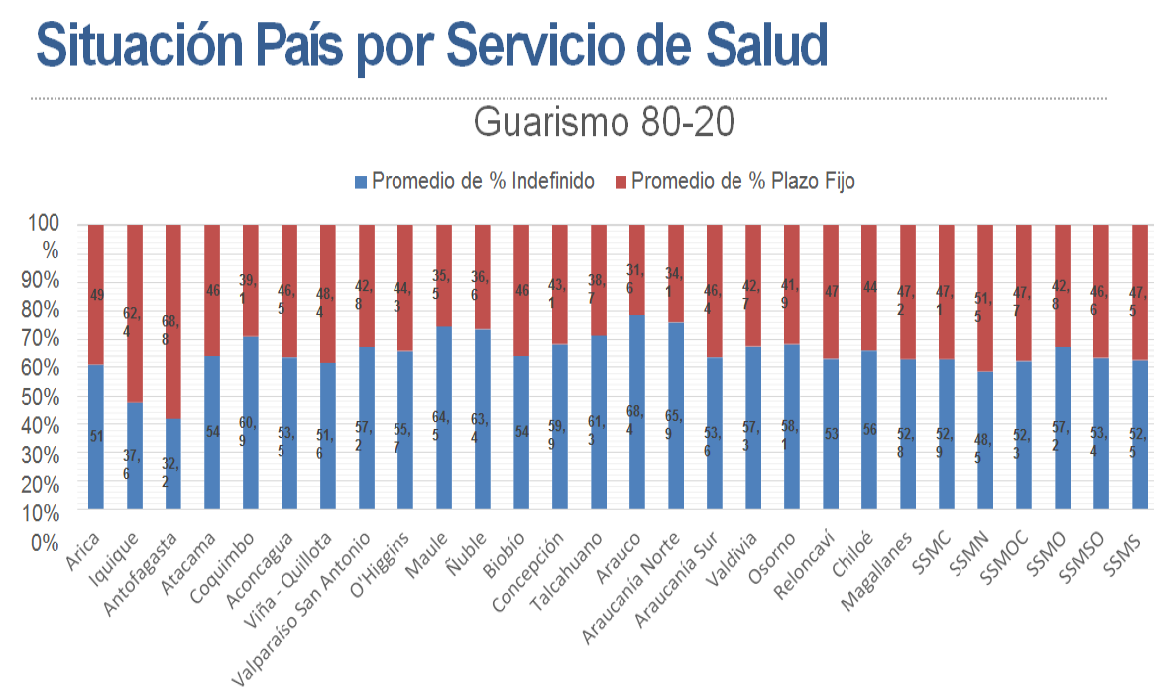 Situación País por Servicio de Salud
Guarismo 80-20
Promedio de % Indefinido Promedio de % Plazo Fijo
100
%
90%
80%
70%
60%
50%
40%
30%
20%
10%
0%
49 62,4 68,8 46 39,1 46,5 48,4 42,8 44,3 35,5 36,6 46 43,1 38,7 31,6 34,1 46,4 42,7 41,9 47 44 47,2 47,1 51,5 47,7 42,8 46,6 47,5
51 37,6 32,2 54 60,9 53,5 51,6 57,2 55,7 64,5 63,4 54 59,9 61,3 68,4 65,9 53,6 57,3 58,1 53 56 52,8 52,9 48,5 52,3 57,2 53,4 52,5
Arica
Iquique
Antofagasta
Atacama
Coquimbo
Aconcagua
Viña - Quillota
Valparaíso San Antonio
O'Higgins
Maule
Ñuble
Biobío
Concepción
Talcahuano
Arauco
Araucanía Norte
Araucanía Sur
Valdivia
Osorno
Reloncaví
Chiloé
Magallanes
SSMC
SSMN
SSMOC
SSMO
SSMSO
SSMS